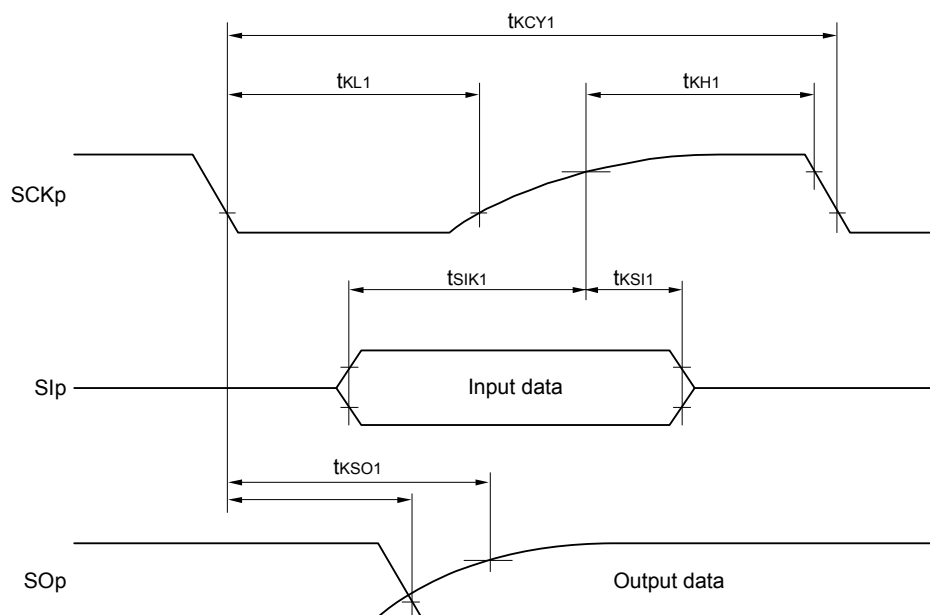 tKCY1
tKL1
tKH1
SCKp
tSIK1
tKSI1
SIp
Input data
tKSO1
SOp
Output data